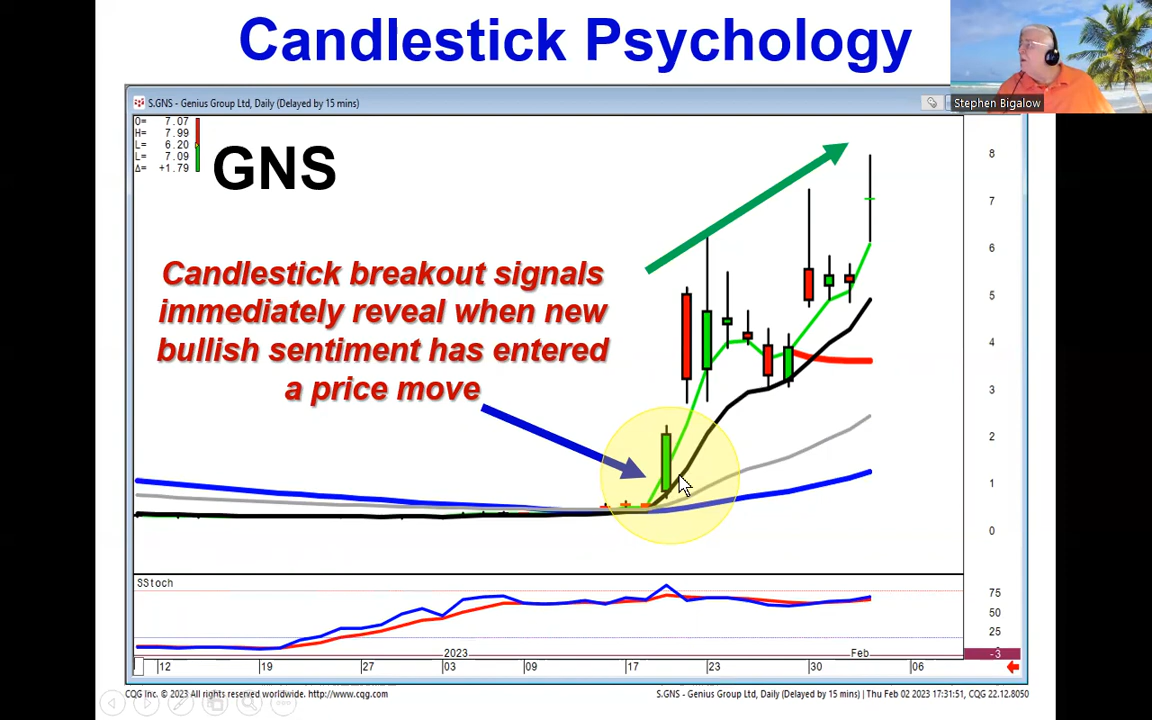 Candlestick Psychology
Stephen Bigalow
S.GNS - Genius Group Ltd, Daily (Delayed by 15 mins)
O= 7.07
H= 7.99
L= 6.20
L= 7.09
Δ= +1.79
GNS
Candlestick breakout signals
immediately reveal when new
bullish sentiment has entered
a price move
8
7
6
5
4
3
2
1
0
SStoch
75
50
25
-3
2023
Feb
12
19
27
03
09
17
23
30
06
CQG Inc. © 2023 All rights reserved worldwide. http://www.cqg.com
S.GNS - Genius Group Ltd, Daily (Delayed by 15 mins) | Thu Feb 02 2023 17:31:51, CQG 22.12.8050